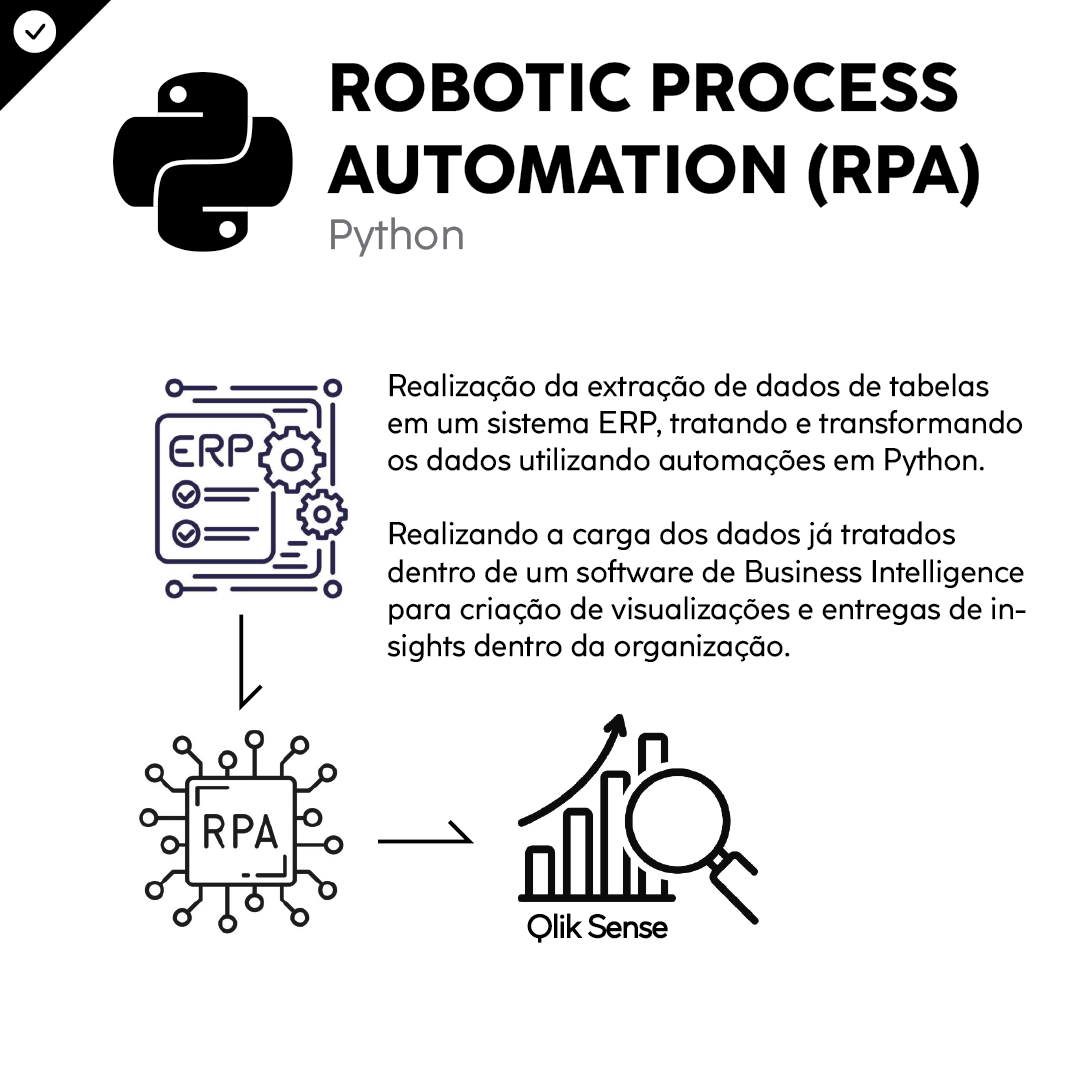 ROBOTIC PROCESS
AUTOMATION (RPA)
Python
ERP
Realização da extração de dados de tabelas
em um sistema ERP, tratando e transformando
os dados utilizando automações em Python.
Realizando a carga dos dados já tratados
dentro de um software de Business Intelligence
para criação de visualizações e entregas de in-
sights dentro da organização.
RPA
Qlik Sense